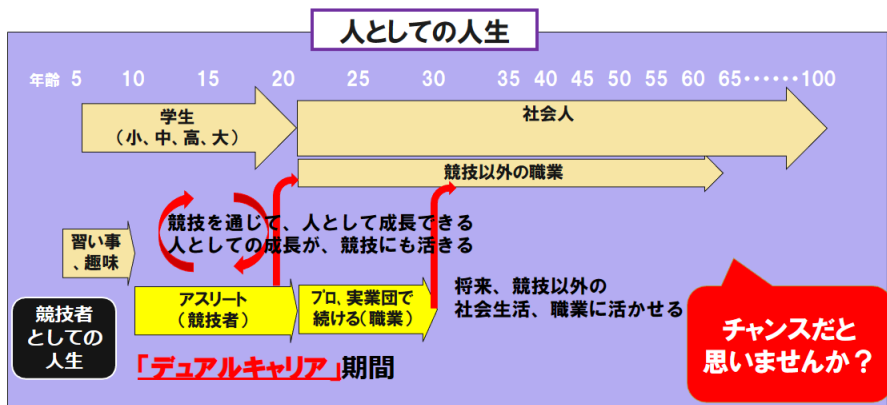 人としての人生
年齢 5 10 15 20 25 30 35 40 45 50 55 60 65・・・・・・100
学生
(小、中、高、大)
社会人
競技以外の職業
競技を通じて、人として成長できる
人としての成長が、競技にも活きる
習い事
、趣味
アスリート
(競技者)
プロ、実業団で
続ける(職業)
将来、競技以外の
社会生活、職業に活かせる
競技者
としての
人生
「デュアルキャリア」期間
チャンスだと
思いませんか？